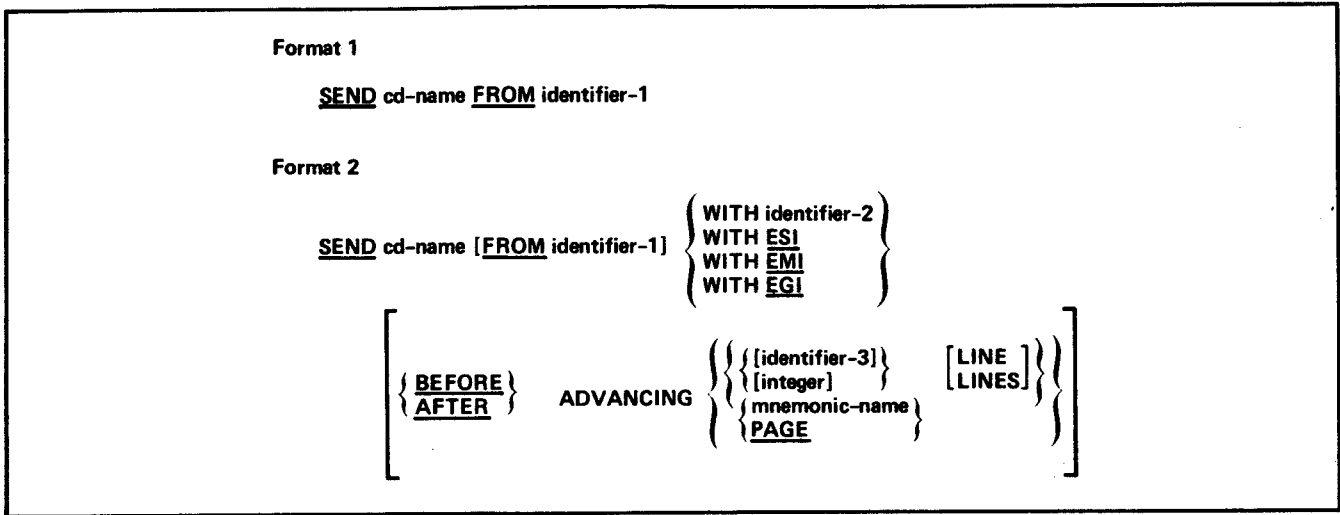 Format 1
SEND cd-name FROM identifier-1
Format 2
SEND cd-name [FROM identifier-1]
WITH identifier-2
WITH ESI
WITH EMI
WITH EGI
BEFORE
AFTER
ADVANCING
[identifier-3]
[integer]
[LINE]
[LINES]
mnemonic-name
PAGE